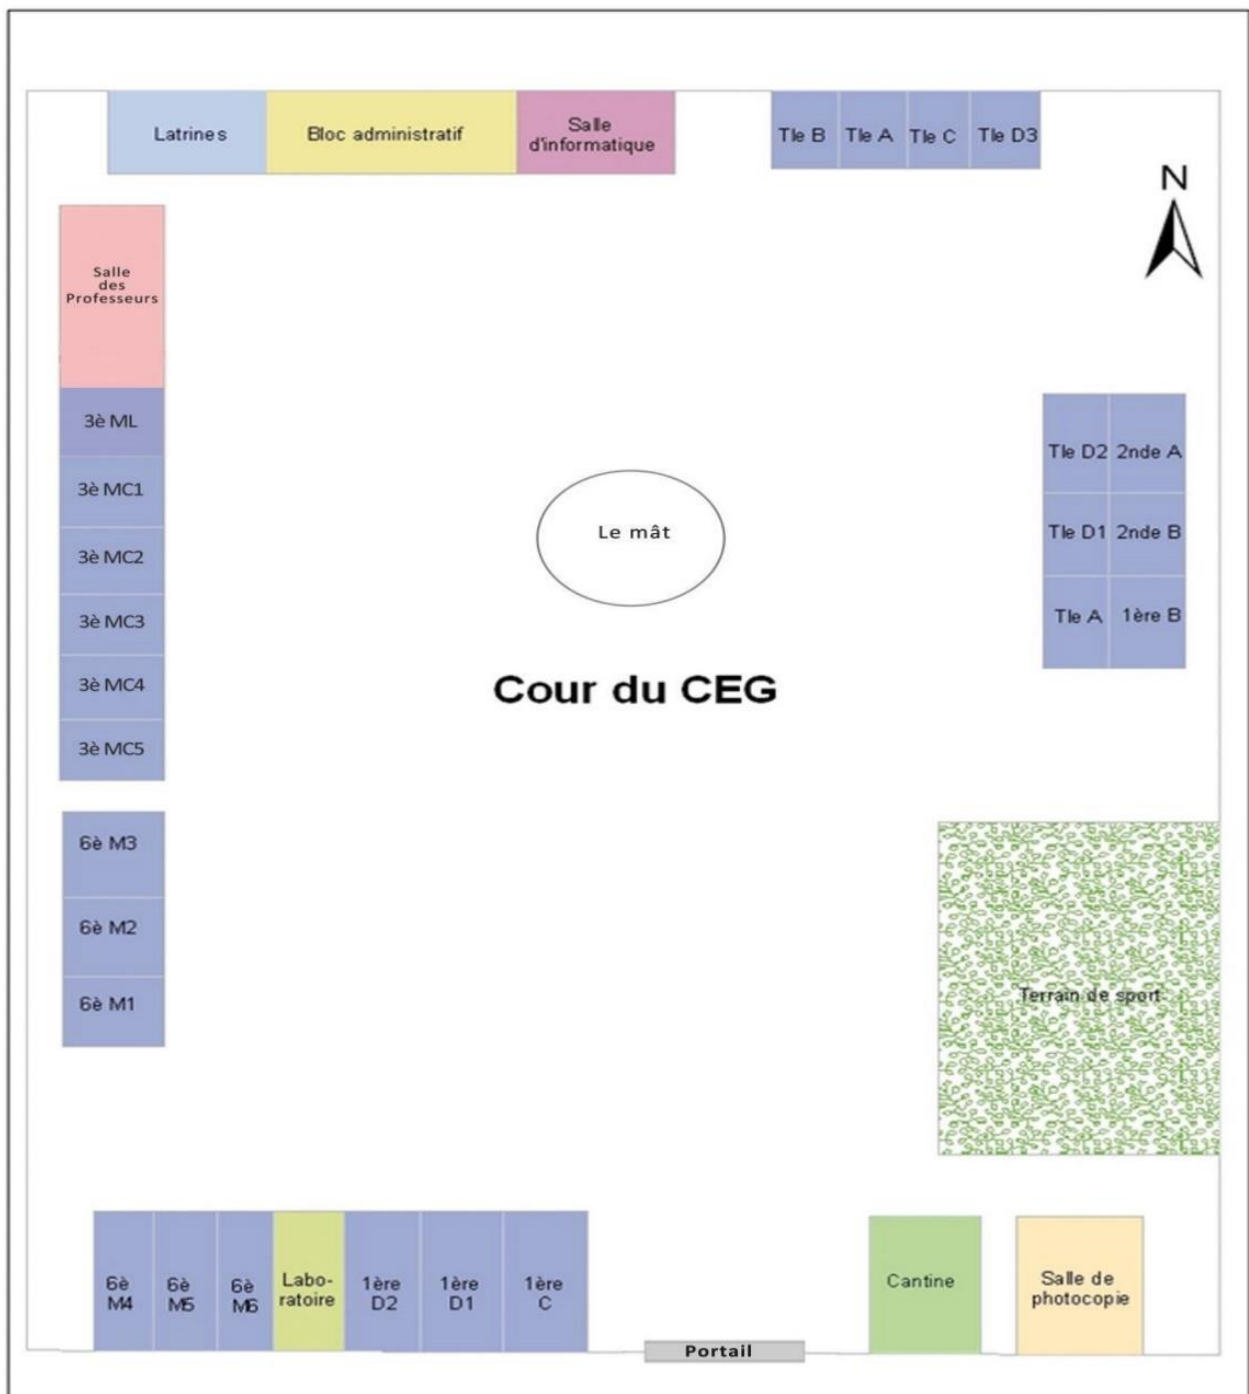 Latrines
Bloc administratif
Salle
d'informatique
Tle B
Tle A
Tle C
Tle D3
N
Salle
des
Professeurs
3è ML
3è MC1
3è MC2
3è MC3
3è MC4
3è MC5
Le mât
Cour du CEG
Tle D2
2nde A
Tle D1
2nde B
Tle A
1ère B
6è M3
6è M2
6è M1
Terrain de sport
6è
M4
6è
M5
6è
M6
Labo-
ratoire
1ère
D2
1ère
D1
1ère
C
Portail
Cantine
Salle de
photocopie